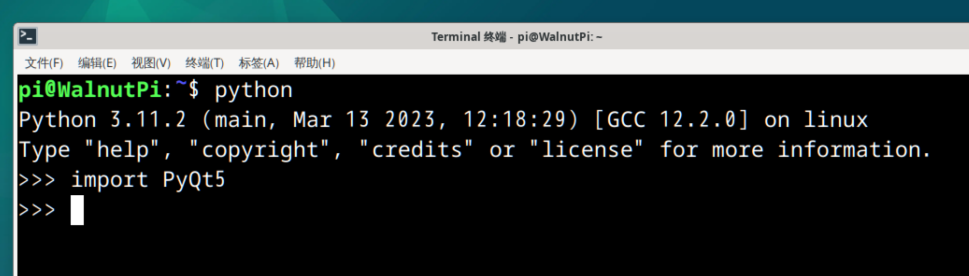 Terminal 终端 - pi@WalnutPi: ~
文件(F) 编辑(E) 视图(V) 终端(T) 标签(A) 帮助(H)
pi@WalnutPi:~$ python
Python 3.11.2 (main, Mar 13 2023, 12:18:29) [GCC 12.2.0] on linux
Type "help", "copyright", "credits" or "license" for more information.
>>> import PyQt5
>>>